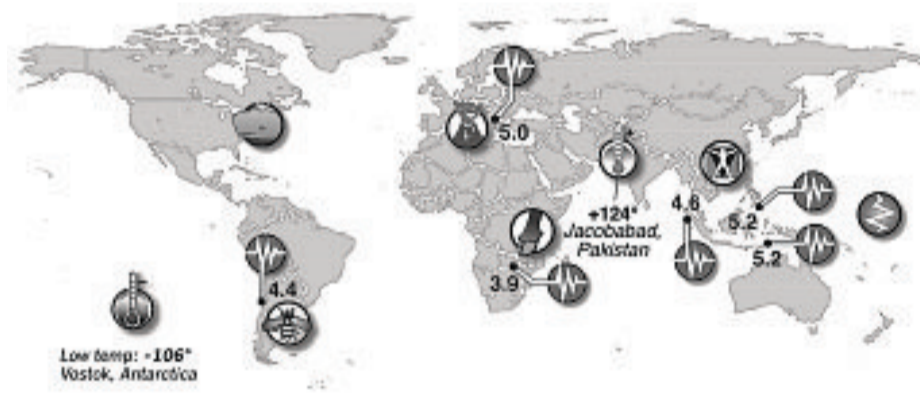 5.0
+124°
Jacobabad,
Pakistan
4.6
5.2
5.2
3.9
4.4
Low temp: -106°
Vostok, Antarctica